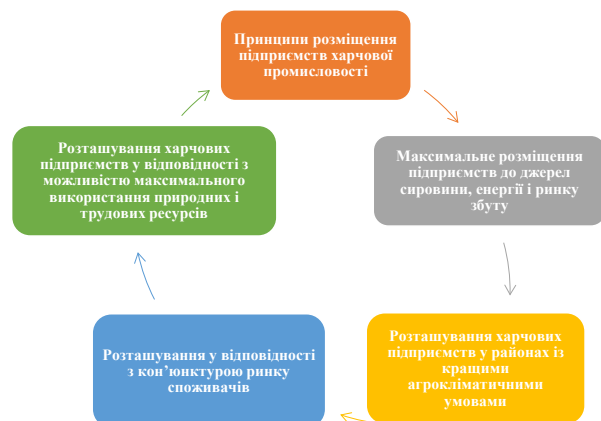 Принципи розміщення
підприємств харчової
промисловості
Максимальне розміщення
підприємств до джерел
сировини, енергії і ринку
збуту
Розташування харчових
підприємств у районах із
кращими
агрокліматичними
умовами
Розташування у відповідності
з кон’юнктурою ринку
споживачів
Розташування харчових
підприємств у відповідності з
можливістю максимального
використання природних і
трудових ресурсів